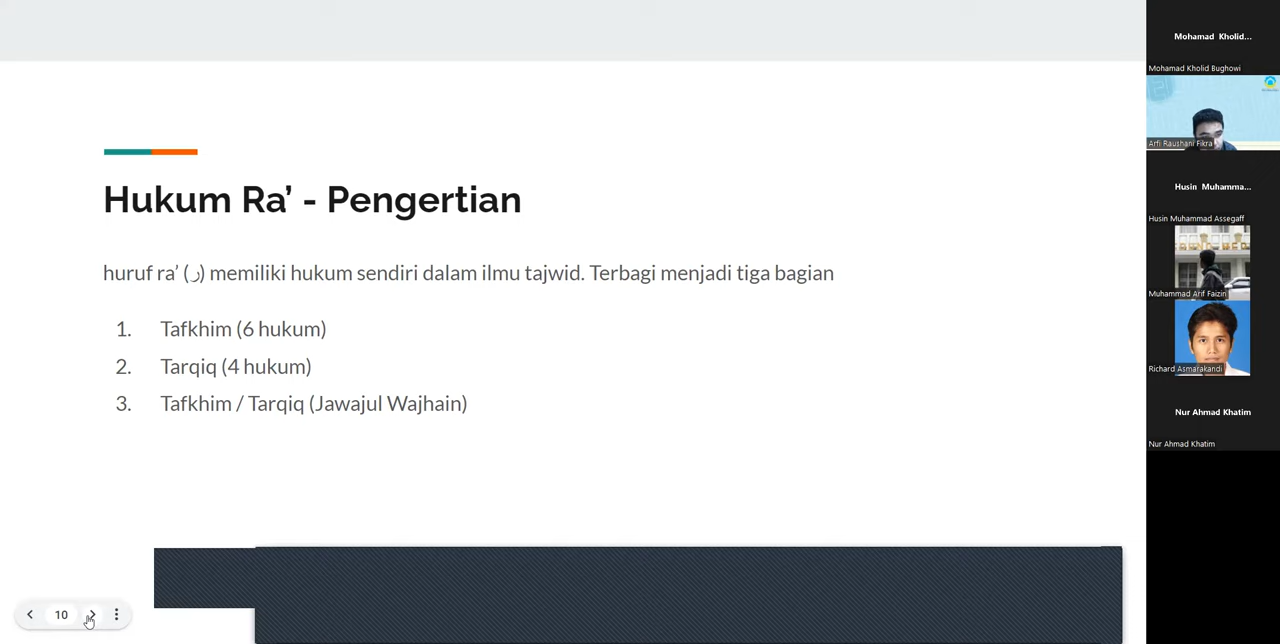 Hukum Ra’ - Pengertian
huruf ra’ (ر) memiliki hukum sendiri dalam ilmu tajwid. Terbagi menjadi tiga bagian
1. Tafkhim (6 hukum)
2. Tarqiq (4 hukum)
3. Tafkhim / Tarqiq (Jawajul Wajhain)
10
Mohamad Kholid...
Mohamad Kholid Bughowi
Arfi Raushani Fikra
Husin Muhamma...
Husin Muhammad Assegaff
Muhammad Arif Faizin
Richard Asmarakandi
Nur Ahmad Khatim
Nur Ahmad Khatim